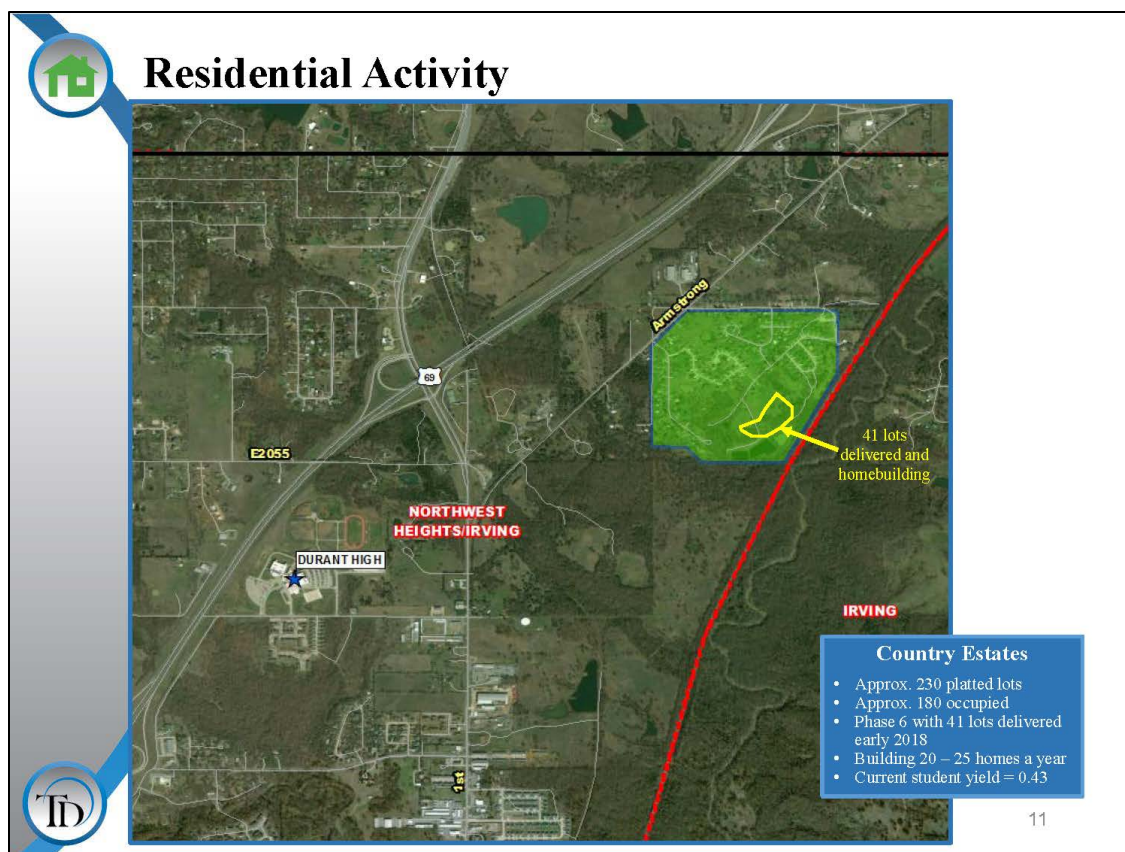 Residential Activity
Armstrong
69
41 lots
delivered and
homebuilding
E2055
NORTHWEST
HEIGHTS/IRVING
DURANT HIGH
IRVING
1st
Country Estates
• Approx. 230 platted lots
• Approx. 180 occupied
• Phase 6 with 41 lots delivered
early 2018
• Building 20 – 25 homes a year
• Current student yield = 0.43
TD
11